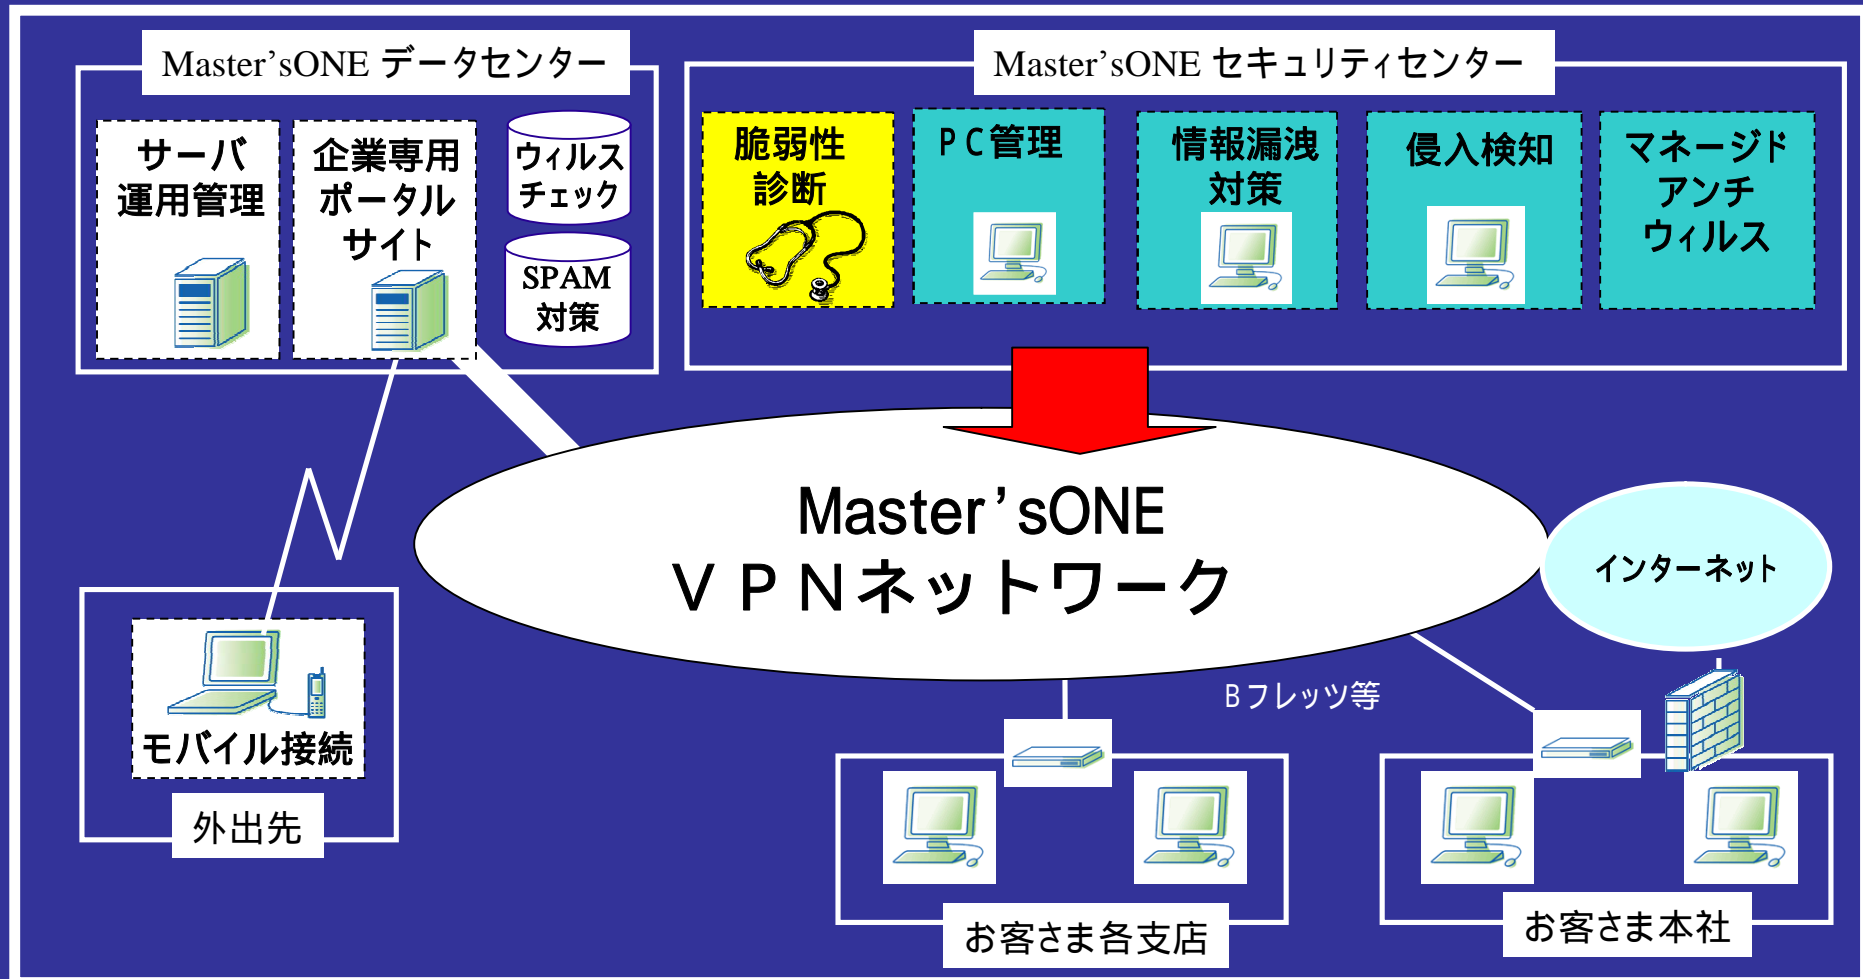 Master’sONE データセンター
サーバ
運用管理
企業専用
ポータル
サイト
ウィルス
チェック
SPAM
対策
Master’sONE セキュリティセンター
脆弱性
診断
ＰＣ管理
情報漏洩
対策
侵入検知
マネージド
アンチ
ウィルス
Master’sONE
ＶＰＮネットワーク
インターネット
Bフレッツ等
モバイル接続
外出先
お客さま各支店
お客さま本社